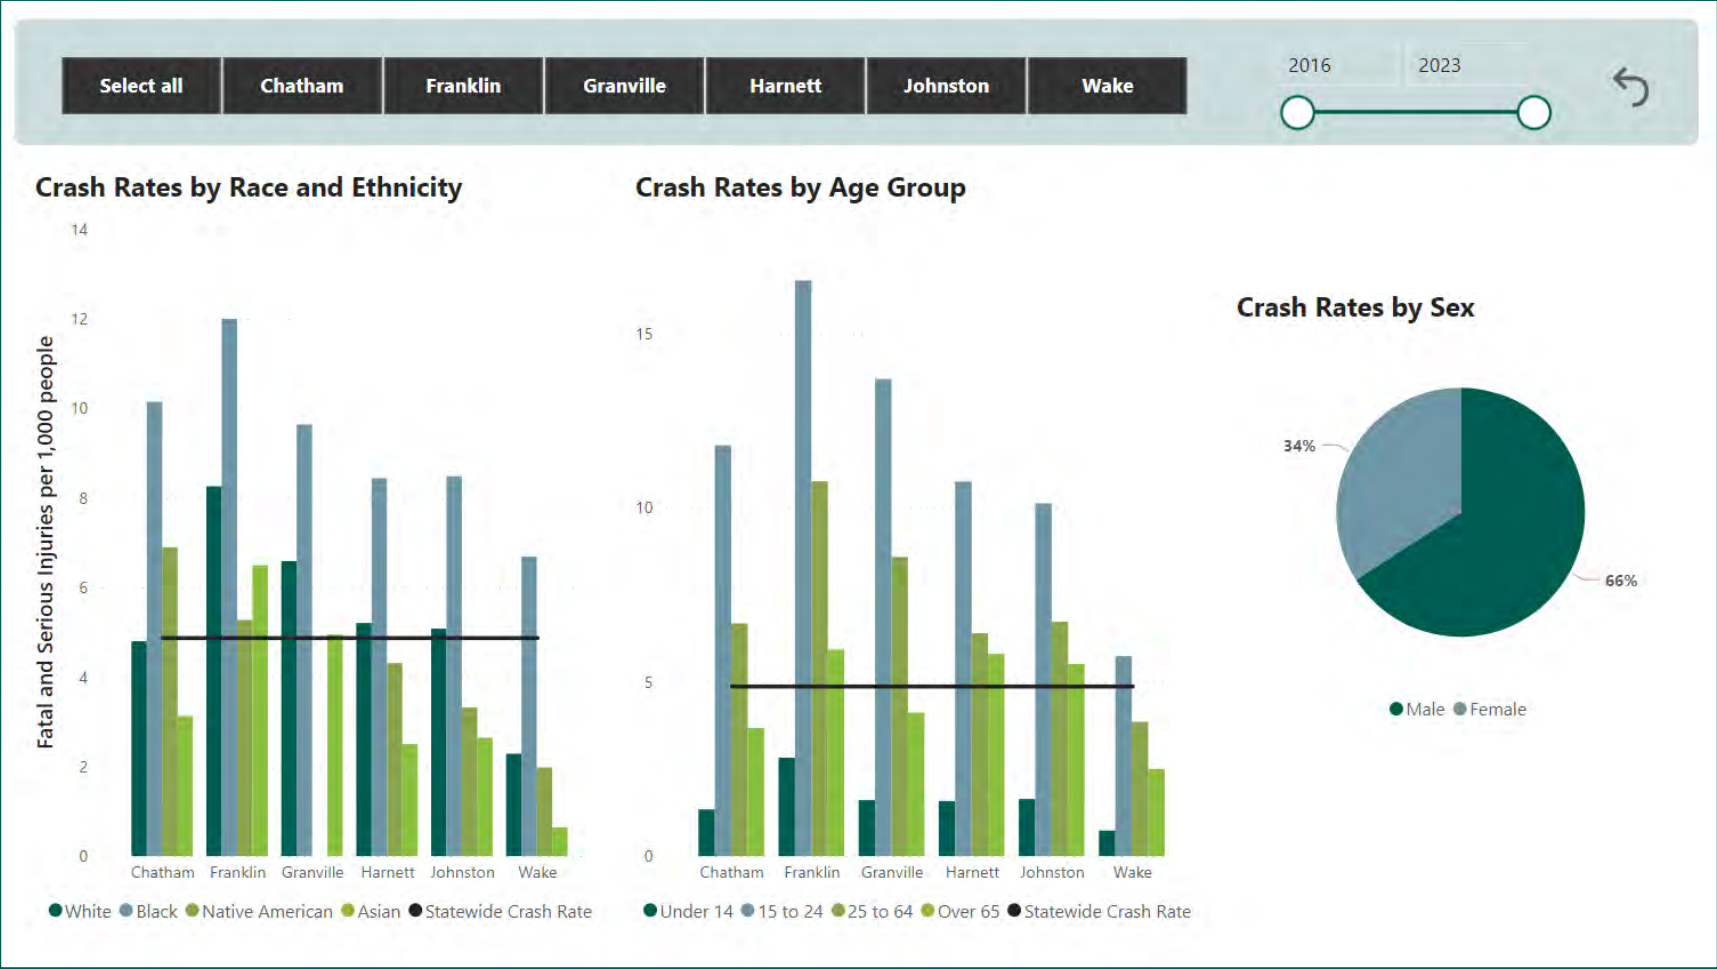 Select all Chatham Franklin Granville Harnett Johnston Wake
2016 2023
Crash Rates by Race and Ethnicity
Fatal and Serious Injuries per 1,000 people
14
12
10
8
6
4
2
0
Chatham Franklin Granville Harnett Johnston Wake
White Black Native American Asian Statewide Crash Rate
Crash Rates by Age Group
15
10
5
0
Chatham Franklin Granville Harnett Johnston Wake
Under 14 15 to 24 25 to 64 Over 65 Statewide Crash Rate
Crash Rates by Sex
34%
66%
Male Female